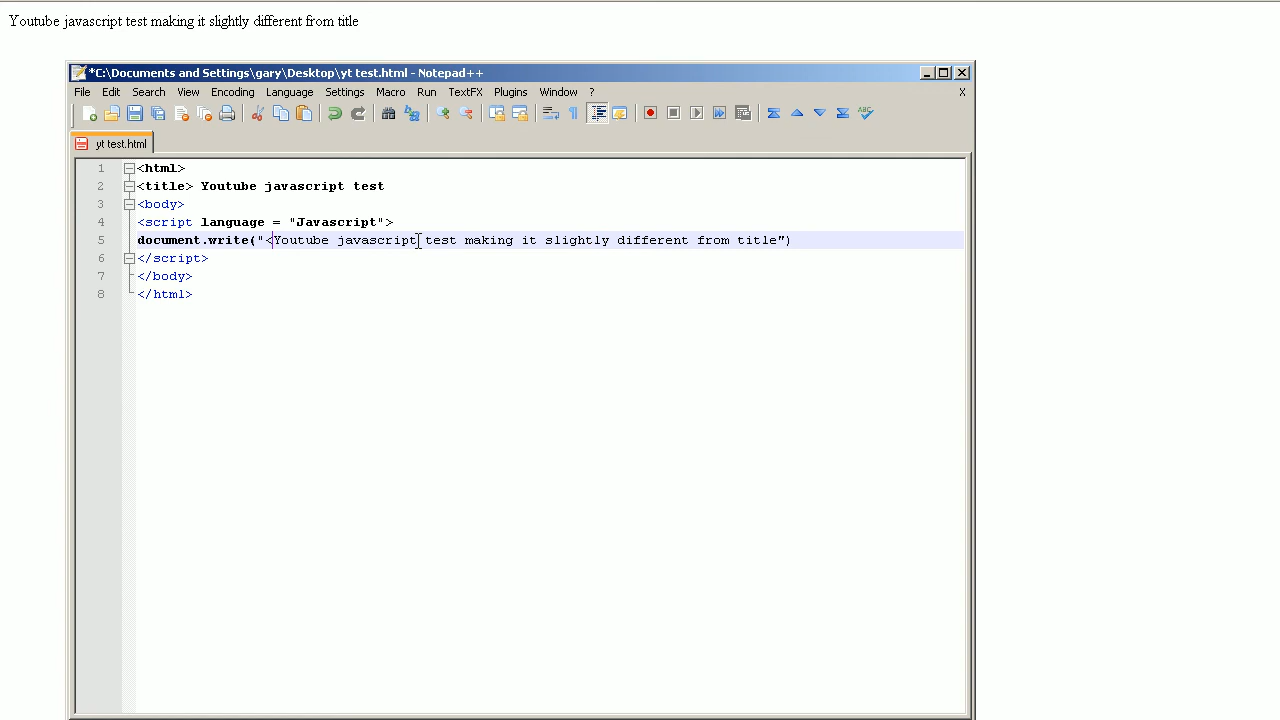 Youtube javascript test making it slightly different from title
*C:\Documents and Settings\gary\Desktop\yt test.html - Notepad++
File Edit Search View Encoding Language Settings Macro Run TextFX Plugins Window ? X
yt test.html
1 <html>
2 <title> Youtube javascript test
3 <body>
4 <script language = "Javascript">
5 document.write("<Youtube javascript test making it slightly different from title")
6 </script>
7 </body>
8 </html>